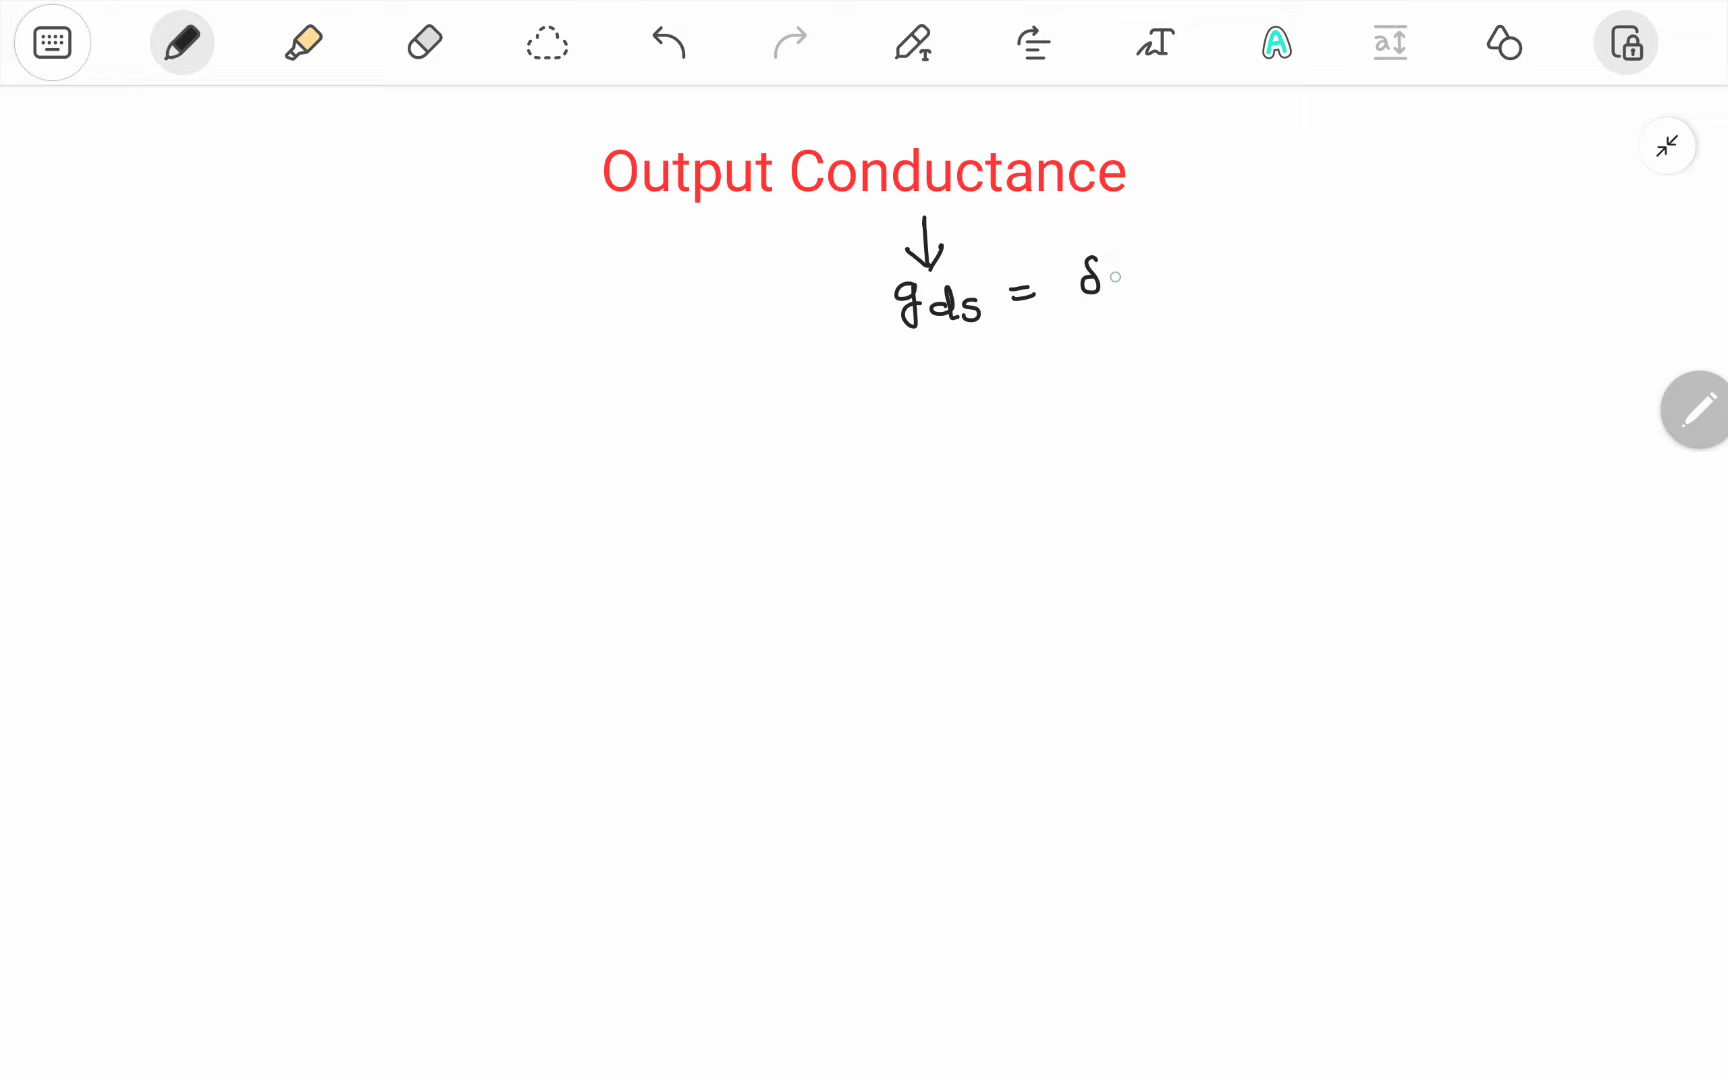 Output Conductance
↓
gds = δ